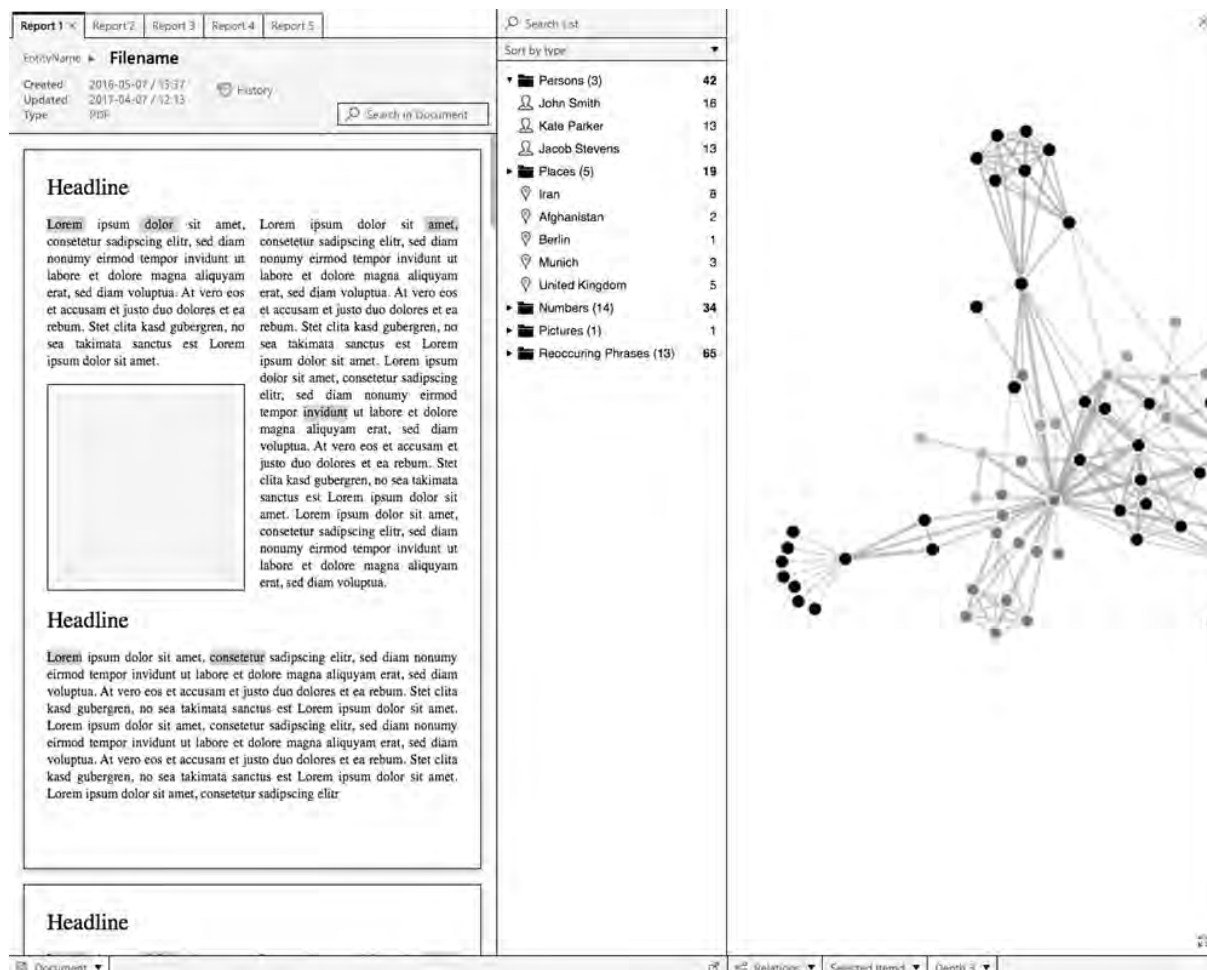 Report 1 × Report 2 Report 3 Report 4 Report 5
EntityName ▸ Filename
Created 2016-05-07 / 15:37
Updated 2017-04-07 / 12:13
Type PDF
History
Search in Document
Headline
Lorem ipsum dolor sit amet,
consetetur sadipscing elitr, sed diam
nonumy eirmod tempor invidunt ut
labore et dolore magna aliquyam
erat, sed diam voluptua. At vero eos
et accusam et justo duo dolores et ea
rebum. Stet clita kasd gubergren, no
sea takimata sanctus est Lorem
ipsum dolor sit amet.
Lorem ipsum dolor sit amet,
consetetur sadipscing elitr, sed diam
nonumy eirmod tempor invidunt ut
labore et dolore magna aliquyam
erat, sed diam voluptua. At vero eos
et accusam et justo duo dolores et ea
rebum. Stet clita kasd gubergren, no
sea takimata sanctus est Lorem
ipsum dolor sit amet. Lorem ipsum
dolor sit amet, consetetur sadipscing
elitr, sed diam nonumy eirmod
tempor invidunt ut labore et dolore
magna aliquyam erat, sed diam
voluptua. At vero eos et accusam et
justo duo dolores et ea rebum. Stet
clita kasd gubergren, no sea takimata
sanctus est Lorem ipsum dolor sit
amet. Lorem ipsum dolor sit amet,
consetetur sadipscing elitr, sed diam
nonumy eirmod tempor invidunt ut
labore et dolore magna aliquyam
erat, sed diam voluptua.
Headline
Lorem ipsum dolor sit amet, consetetur sadipscing elitr, sed diam nonumy
eirmod tempor invidunt ut labore et dolore magna aliquyam erat, sed diam
voluptua. At vero eos et accusam et justo duo dolores et ea rebum. Stet clita
kasd gubergren, no sea takimata sanctus est Lorem ipsum dolor sit amet.
Lorem ipsum dolor sit amet, consetetur sadipscing elitr, sed diam nonumy
eirmod tempor invidunt ut labore et dolore magna aliquyam erat, sed diam
voluptua. At vero eos et accusam et justo duo dolores et ea rebum. Stet clita
kasd gubergren, no sea takimata sanctus est Lorem ipsum dolor sit amet.
Lorem ipsum dolor sit amet, consetetur sadipscing elitr
Headline
Document
Search List
Sort by type
Persons (3) 42
John Smith 16
Kate Parker 13
Jacob Stevens 13
Places (5) 19
Iran 8
Afghanistan 2
Berlin 1
Munich 3
United Kingdom 5
Numbers (14) 34
Pictures (1) 1
Reoccuring Phrases (13) 65
Relations Selected Items Depth 3